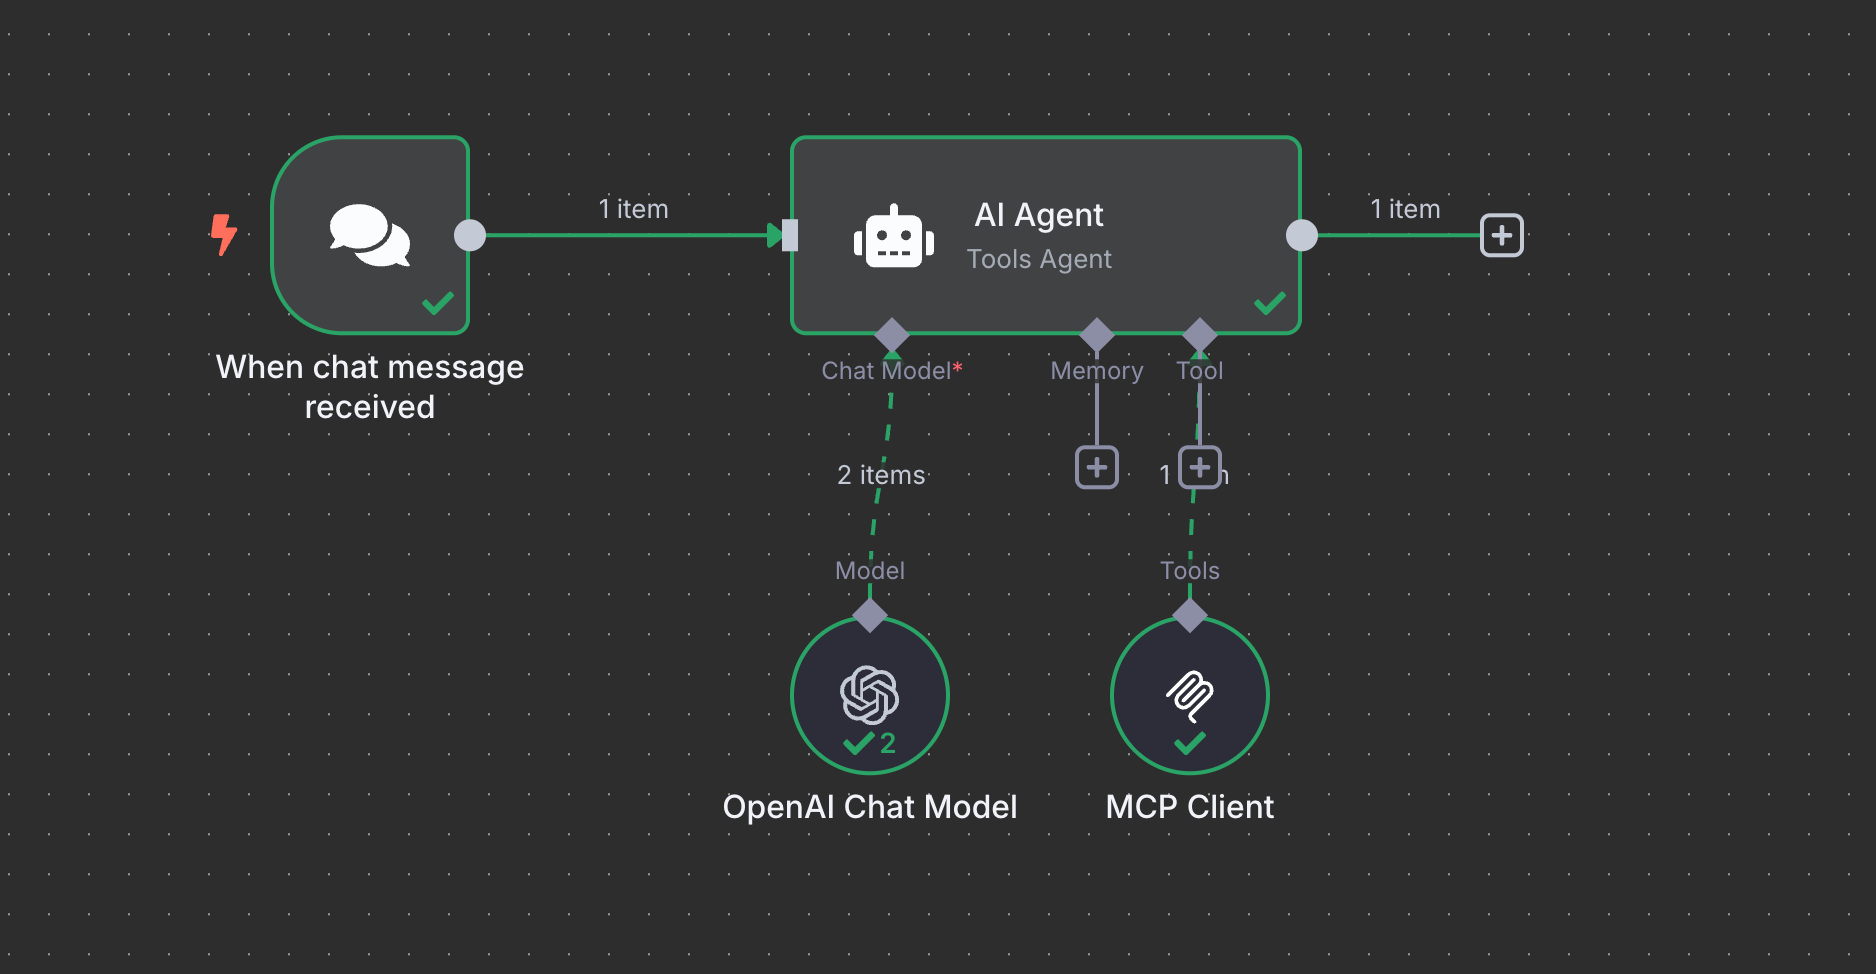 1 item
AI Agent
Tools Agent
1 item
When chat message
received
Chat Model*
Memory
Tool
2 items
1
Model
Tools
2
OpenAI Chat Model
MCP Client